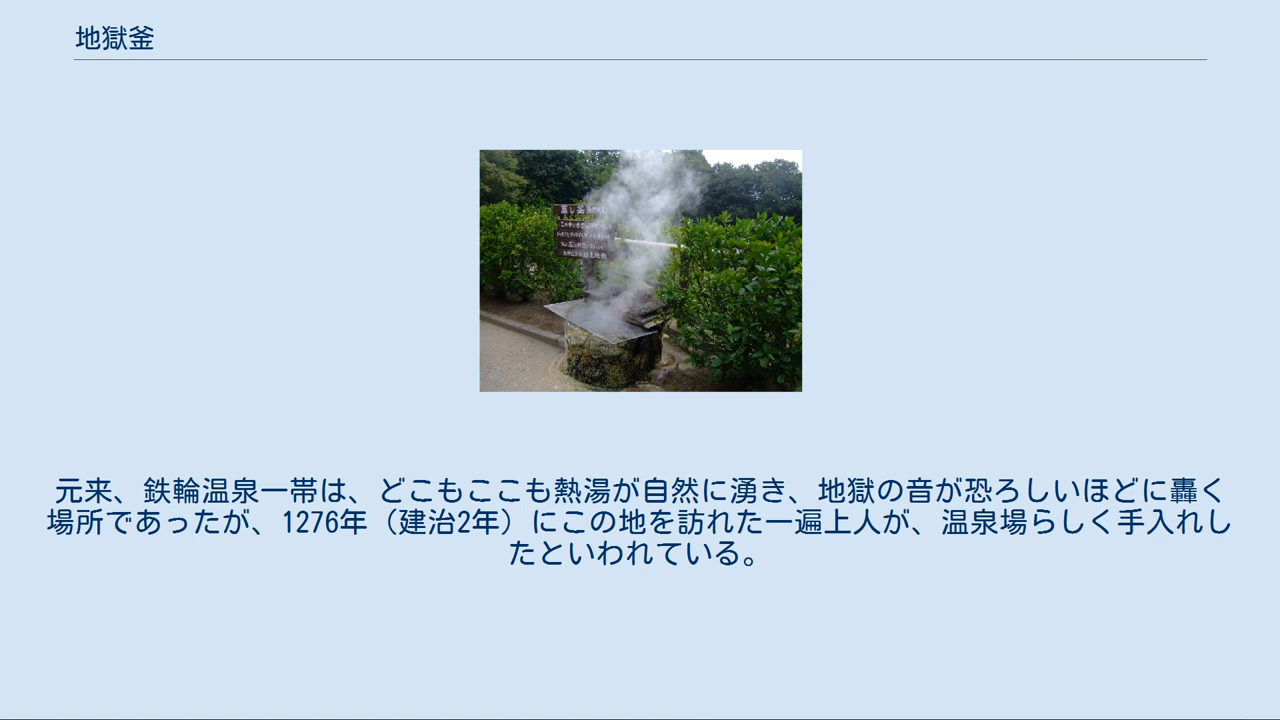 地獄釜
蒸し釜
元来、鉄輪温泉一帯は、どこもここも熱湯が自然に湧き、地獄の音が恐ろしいほどに轟く
場所であったが、1276年（建治2年）にこの地を訪れた一遍上人が、温泉場らしく手入れし
たといわれている。